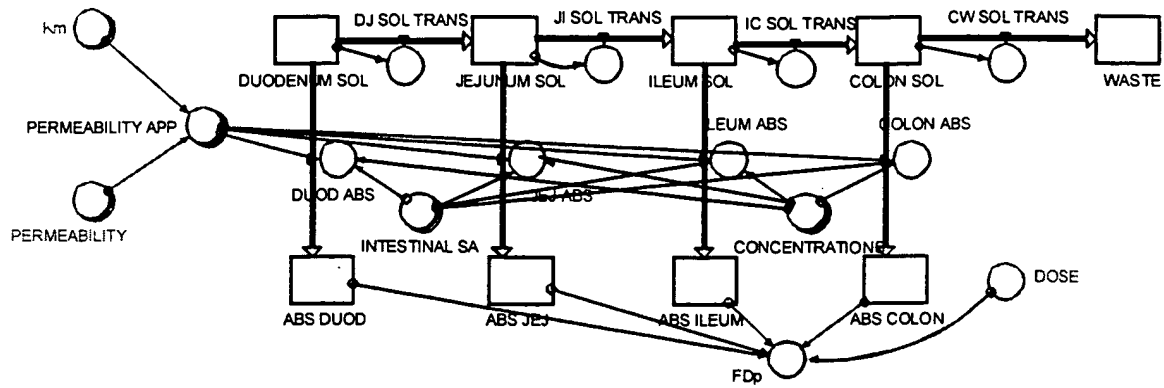 Km
DJ SOL TRANS
JI SOL TRANS
IC SOL TRANS
CW SOL TRANS
DUODENUM SOL
JEJUNUM SOL
ILEUM SOL
COLON SOL
WASTE
PERMEABILITY APP
ILEUM ABS
COLON ABS
DUOD ABS
JEJ ABS
PERMEABILITY
INTESTINAL SA
CONCENTRATIONS
DOSE
ABS DUOD
ABS JEJ
ABS ILEUM
ABS COLON
FDp